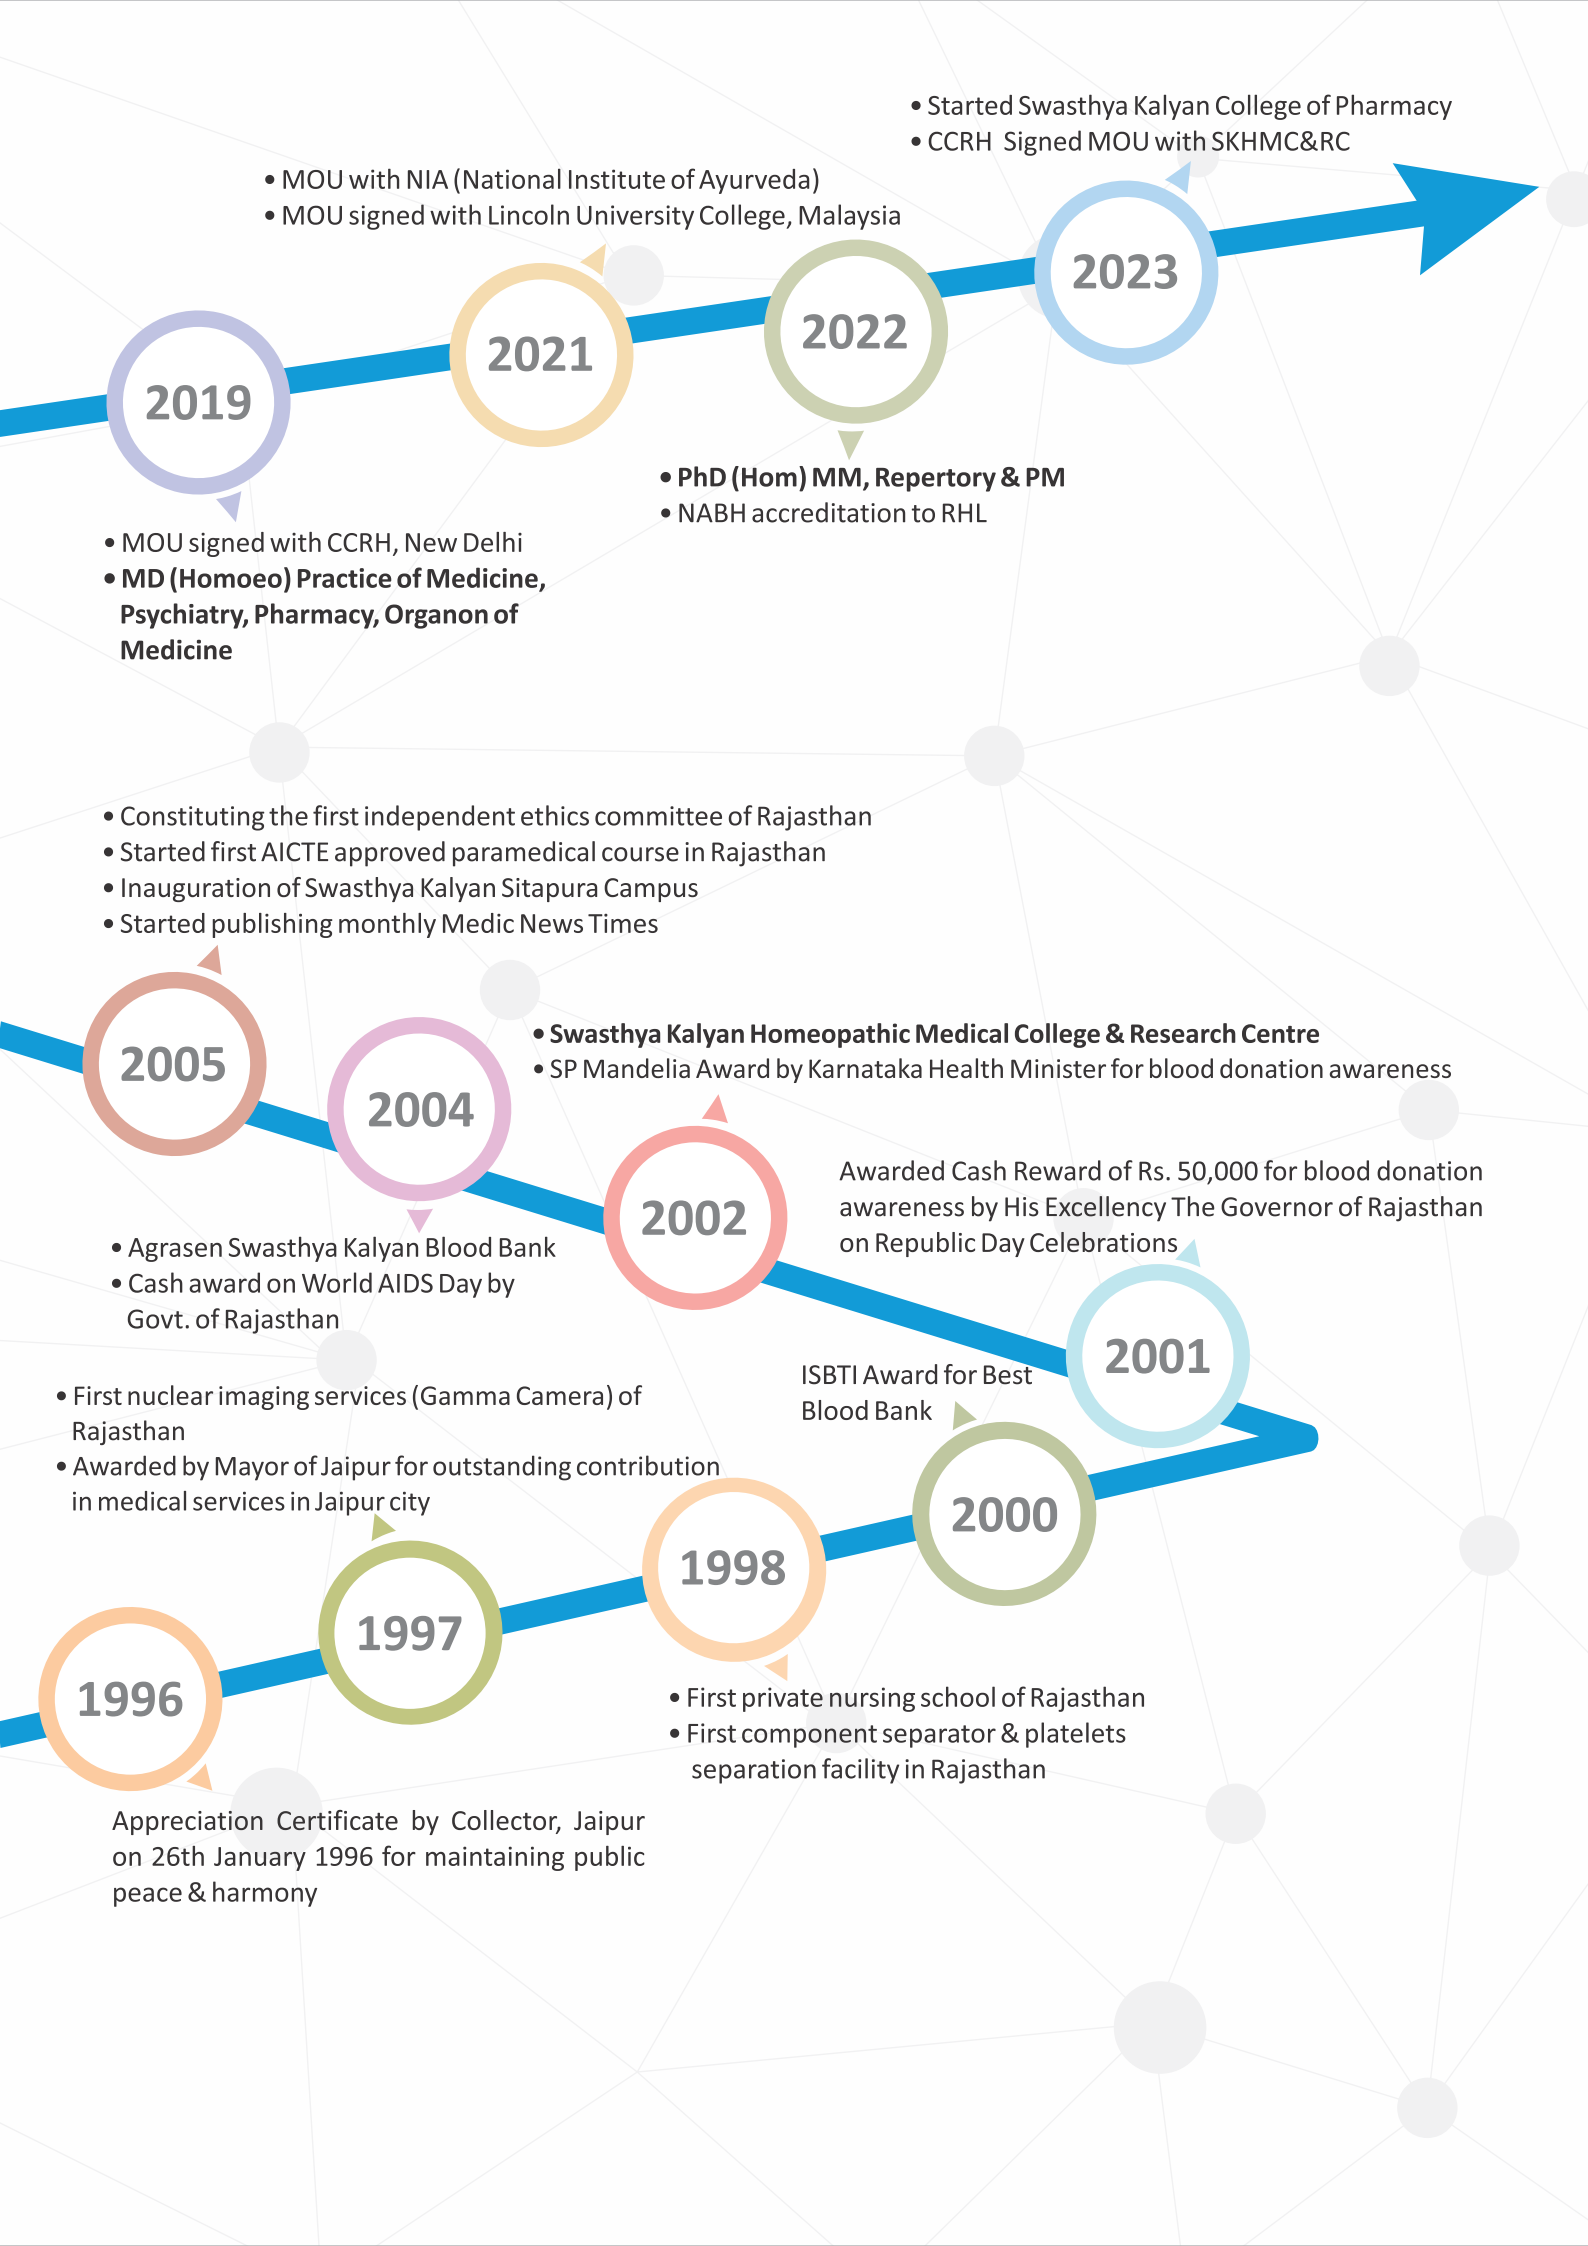 • Started Swasthya Kalyan College of Pharmacy
• CCRH Signed MOU with SKHMC&RC
2023
• MOU with NIA (National Institute of Ayurveda)
• MOU signed with Lincoln University College, Malaysia
2021
2022
• PhD (Hom) MM, Repertory & PM
• NABH accreditation to RHL
2019
• MOU signed with CCRH, New Delhi
• MD (Homoeo) Practice of Medicine,
Psychiatry, Pharmacy, Organon of
Medicine
• Constituting the first independent ethics committee of Rajasthan
• Started first AICTE approved paramedical course in Rajasthan
• Inauguration of Swasthya Kalyan Sitapura Campus
• Started publishing monthly Medic News Times
2005
2004
• Agrasen Swasthya Kalyan Blood Bank
• Cash award on World AIDS Day by
Govt. of Rajasthan
• Swasthya Kalyan Homeopathic Medical College & Research Centre
• SP Mandelia Award by Karnataka Health Minister for blood donation awareness
2002
Awarded Cash Reward of Rs. 50,000 for blood donation
awareness by His Excellency The Governor of Rajasthan
on Republic Day Celebrations
2001
ISBTI Award for Best
Blood Bank
2000
• First nuclear imaging services (Gamma Camera) of
Rajasthan
• Awarded by Mayor of Jaipur for outstanding contribution
in medical services in Jaipur city
1997
1998
• First private nursing school of Rajasthan
• First component separator & platelets
separation facility in Rajasthan
1996
Appreciation Certificate by Collector, Jaipur
on 26th January 1996 for maintaining public
peace & harmony